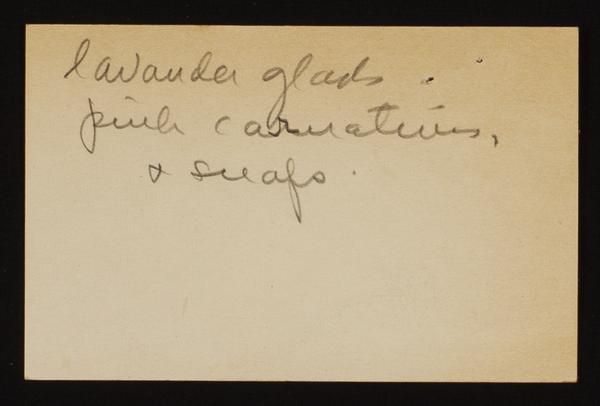 lavander glads.
pink carnations,
& snaps.